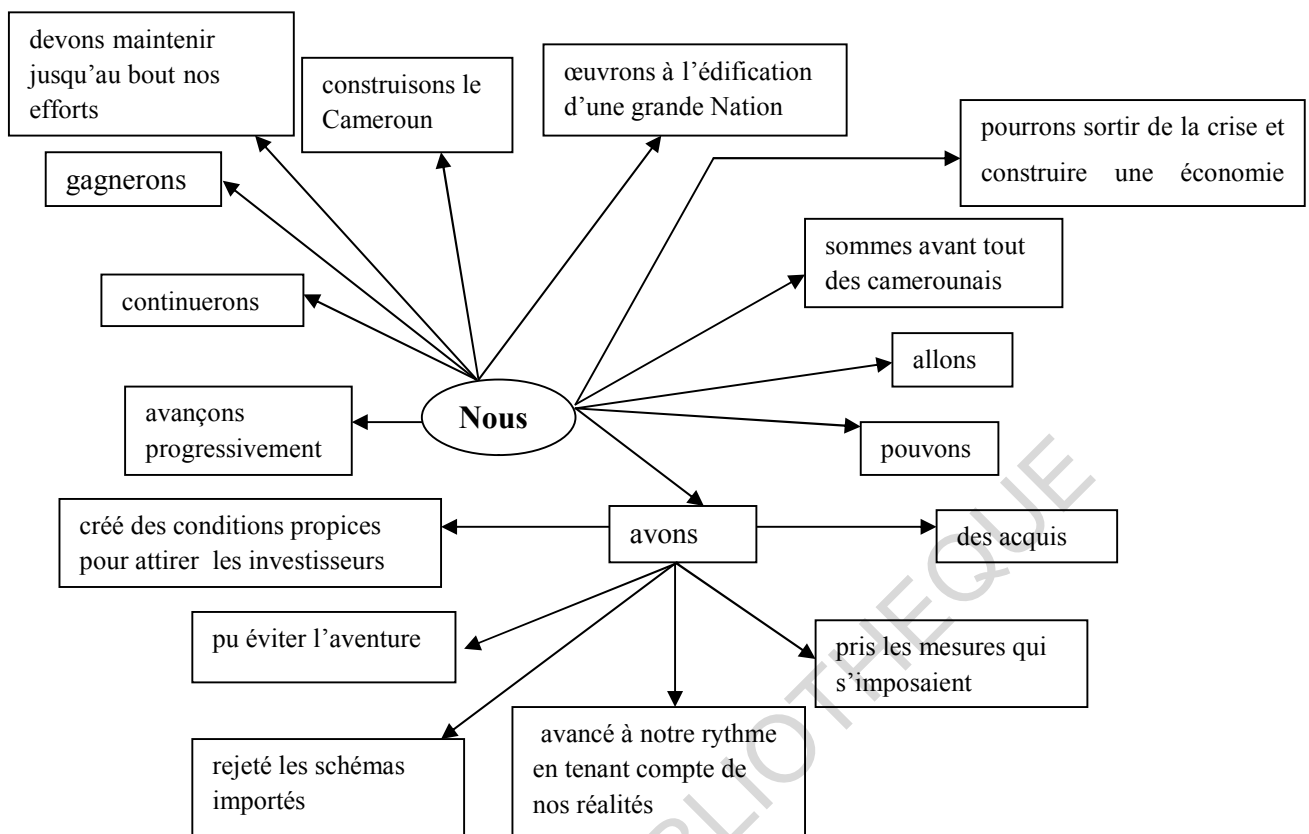 devons maintenir
jusqu’au bout nos
efforts
construisons le
Cameroun
œuvrons à l’édification
d’une grande Nation
pourrons sortir de la crise et
construire une économie
gagnerons
sommes avant tout
des camerounais
continuerons
allons
Nous
avançons
progressivement
pouvons
créé des conditions propices
pour attirer les investisseurs
avons
des acquis
pu éviter l’aventure
pris les mesures qui
s’imposaient
rejeté les schémas
importés
avancé à notre rythme
en tenant compte de
nos réalités
BLIOTHEQUE